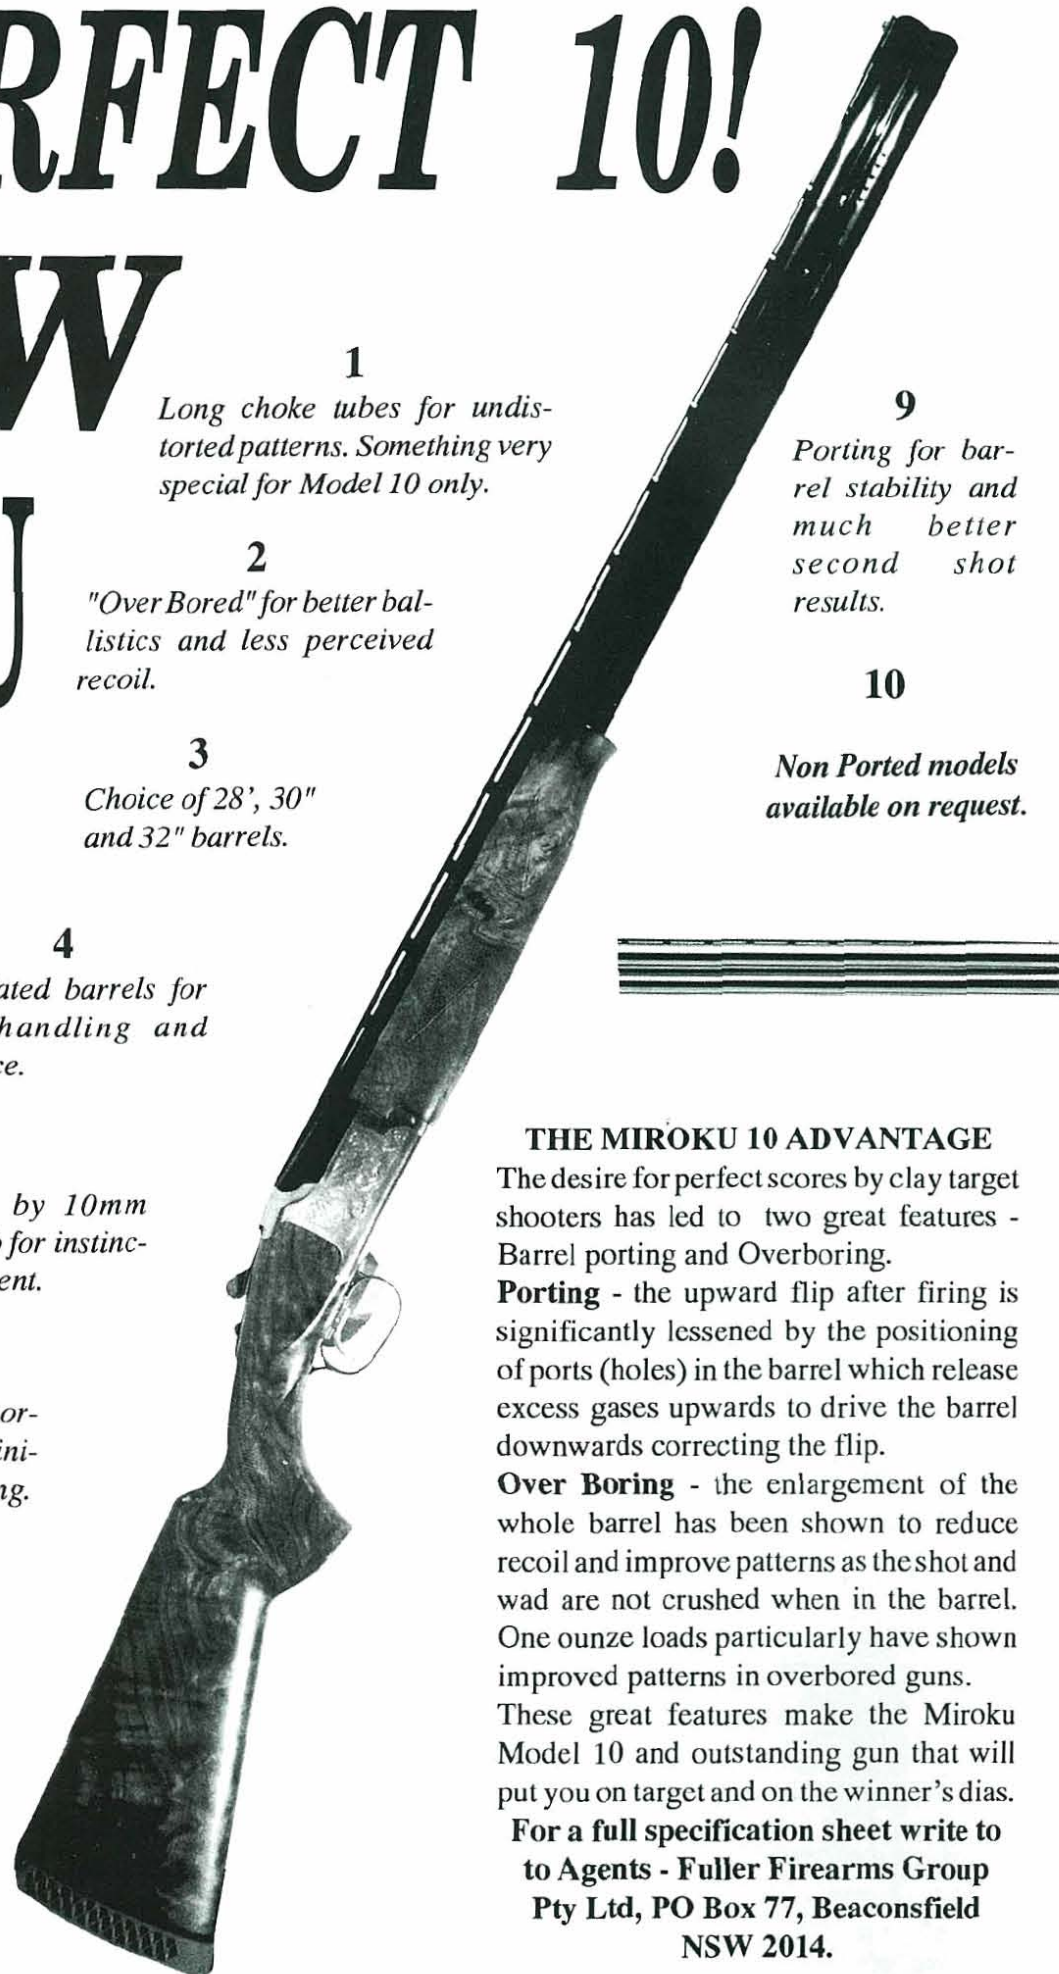 RFECT 10!
W
U
1
Long choke tubes for undis-
torted patterns. Something very
special for Model 10 only.
2
"Over Bored" for better bal-
listics and less perceived
recoil.
3
Choice of 28', 30"
and 32" barrels.
4
ated barrels for
handling and
ce.
by 10mm
for instinc-
ent.
or-
ini-
ng.
9
Porting for bar-
rel stability and
much better
second shot
results.
10
Non Ported models
available on request.
THE MIROKU 10 ADVANTAGE
The desire for perfect scores by clay target
shooters has led to two great features -
Barrel porting and Overboring.
Porting - the upward flip after firing is
significantly lessened by the positioning
of ports (holes) in the barrel which release
excess gases upwards to drive the barrel
downwards correcting the flip.
Over Boring - the enlargement of the
whole barrel has been shown to reduce
recoil and improve patterns as the shot and
wad are not crushed when in the barrel.
One ounze loads particularly have shown
improved patterns in overbored guns.
These great features make the Miroku
Model 10 and outstanding gun that will
put you on target and on the winner's dias.
For a full specification sheet write to
to Agents - Fuller Firearms Group
Pty Ltd, PO Box 77, Beaconsfield
NSW 2014.